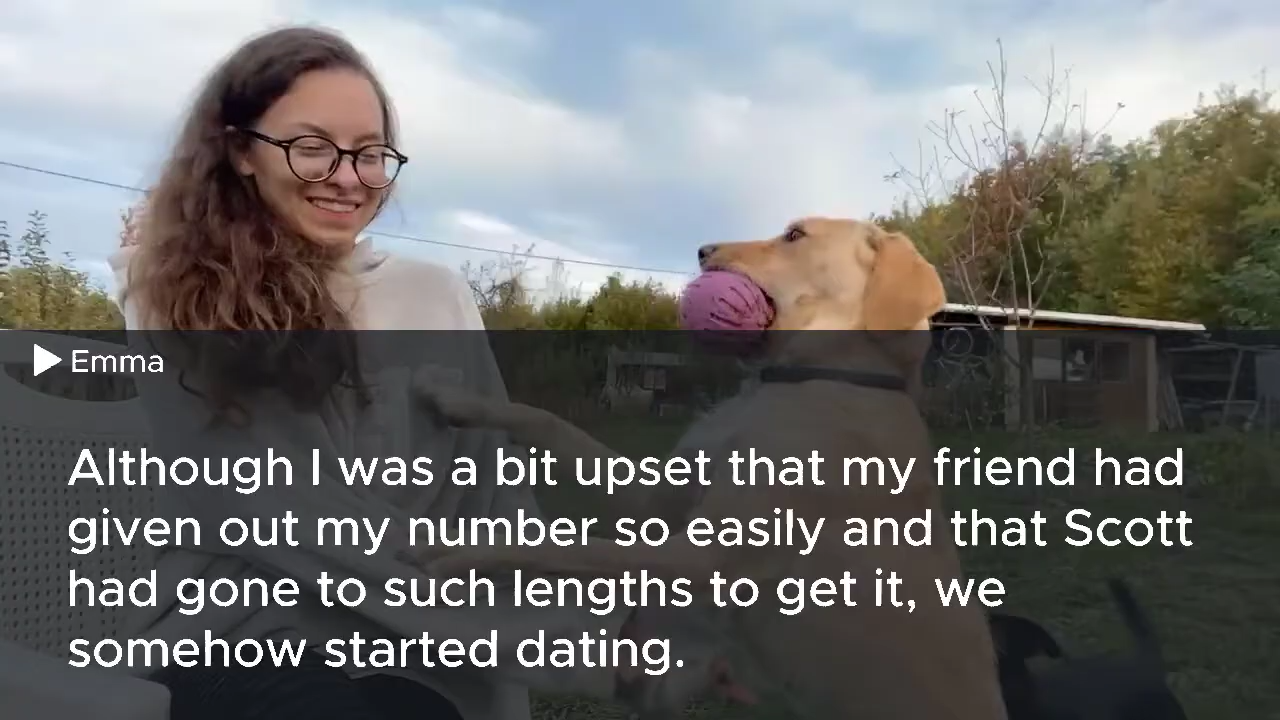 Emma
Although I was a bit upset that my friend had
given out my number so easily and that Scott
had gone to such lengths to get it, we
somehow started dating.